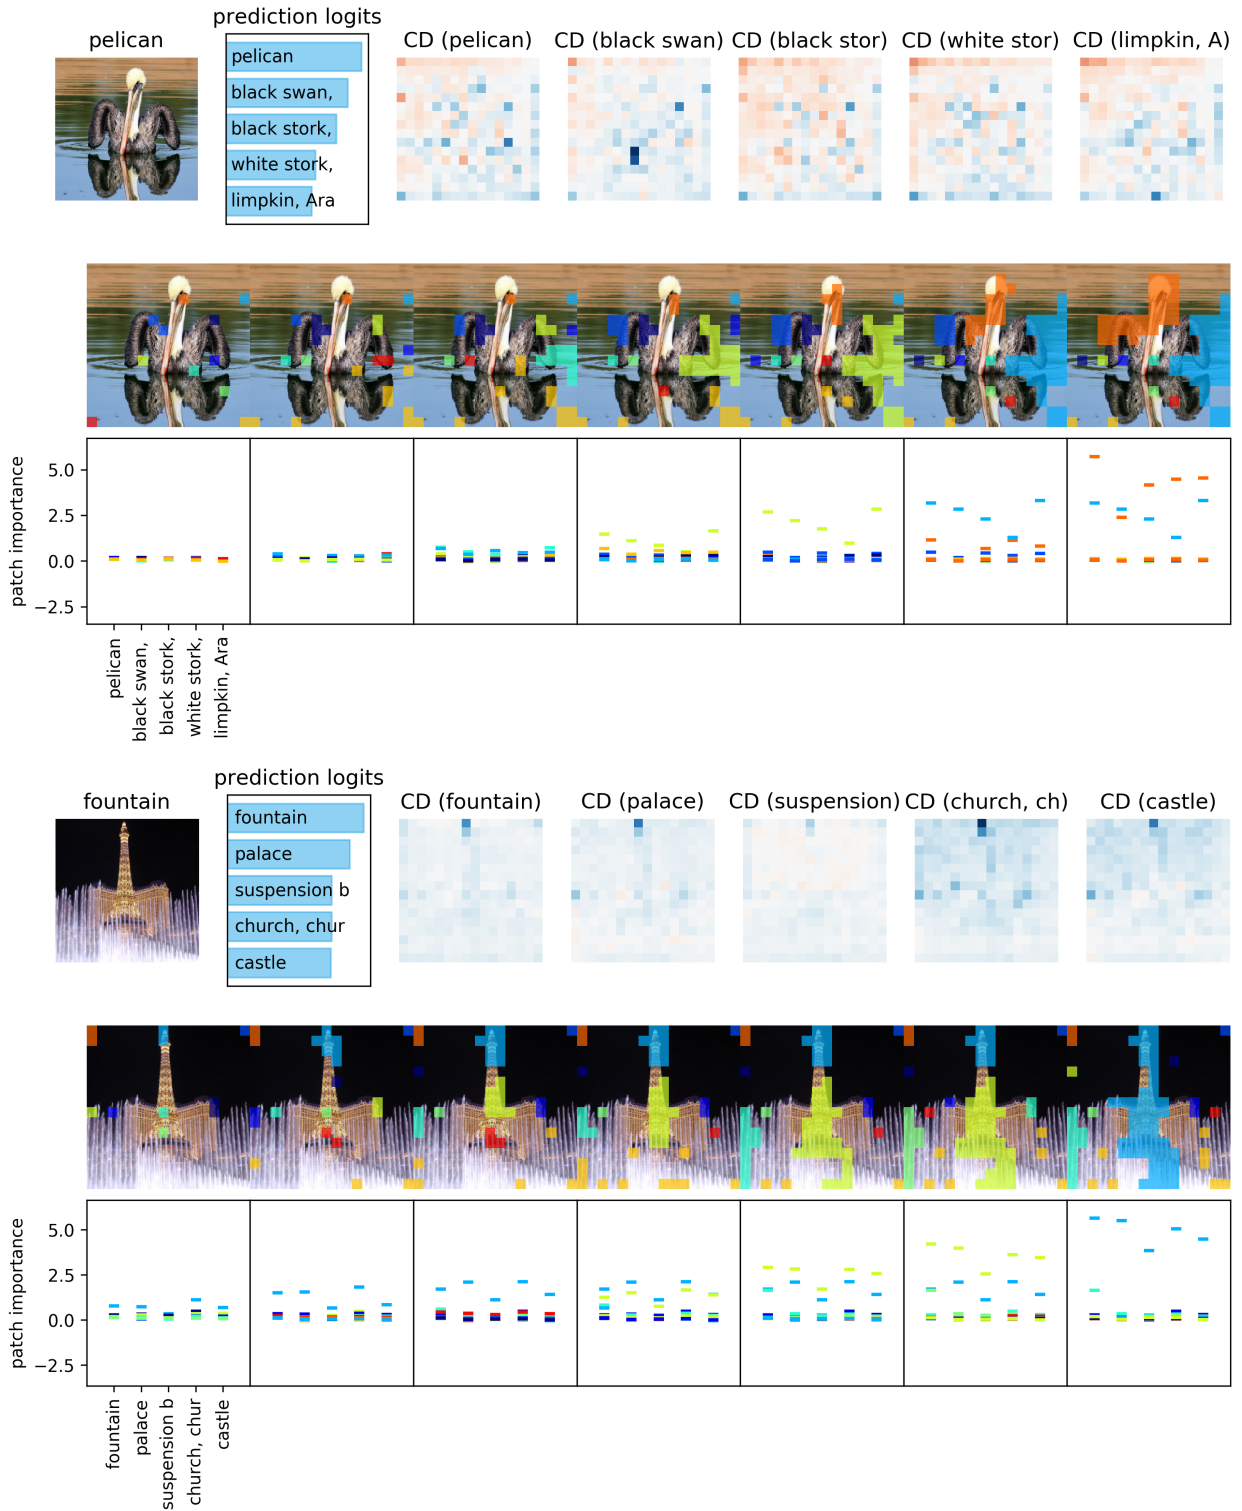 prediction logits
pelican
CD (pelican)
CD (black swan)
CD (black stor)
CD (white stor)
CD (limpkin, A)
pelican
black swan,
black stork,
white stork,
limpkin, Ara
patch importance
5.0
2.5
0.0
−2.5
pelican
black swan,
black stork,
white stork,
limpkin, Ara
prediction logits
fountain
CD (fountain)
CD (palace)
CD (suspension)
CD (church, ch)
CD (castle)
fountain
palace
suspension b
church, chur
castle
patch importance
5.0
2.5
0.0
−2.5
fountain
palace
suspension b
church, chur
castle